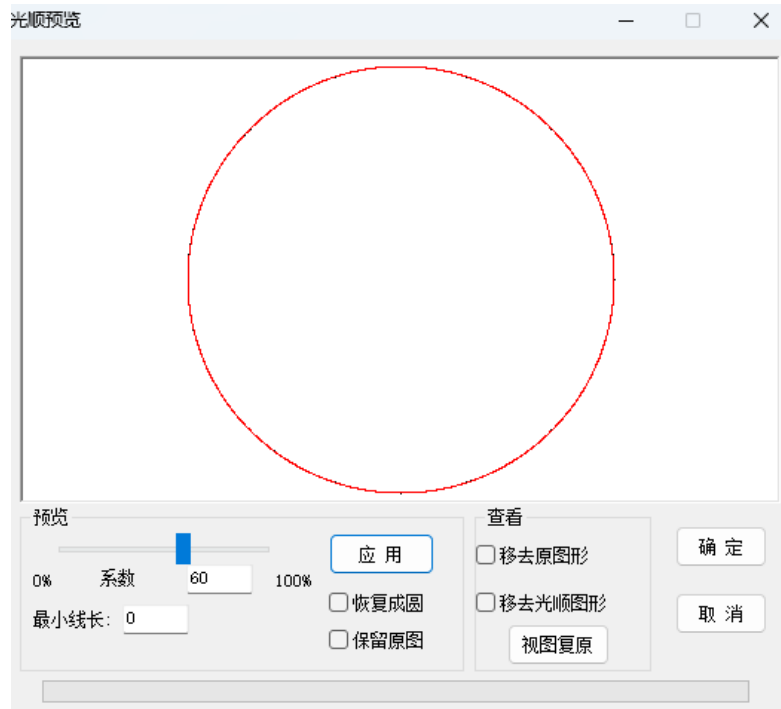 光顺预览
预览
0% 系数 60 100%
最小线长: 0
应 用
恢复成圆
保留原图
查看
移去原图形
移去光顺图形
视图复原
确 定
取 消